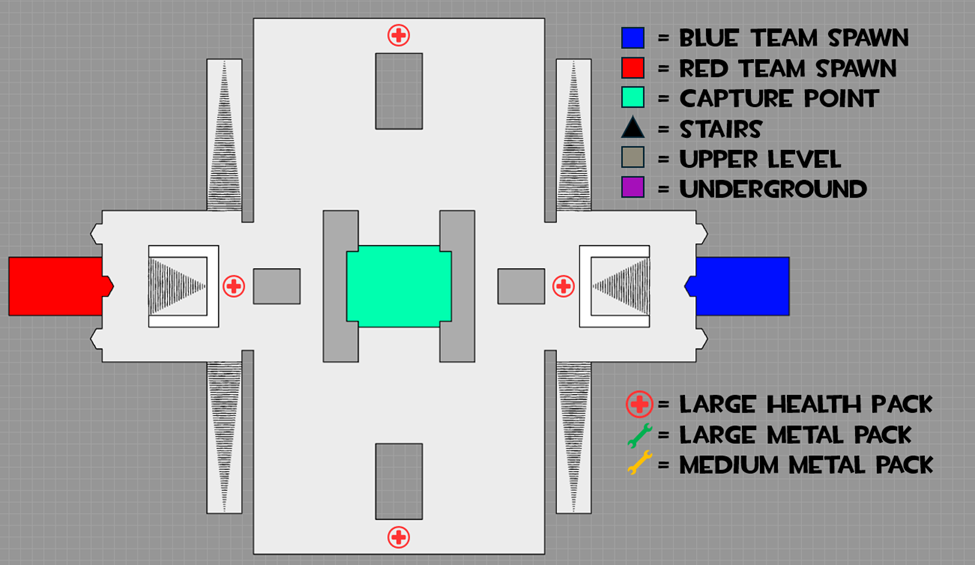 = BLUE TEAM SPAWN
= RED TEAM SPAWN
= CAPTURE POINT
= STAIRS
= UPPER LEVEL
= UNDERGROUND
= LARGE HEALTH PACK
= LARGE METAL PACK
= MEDIUM METAL PACK